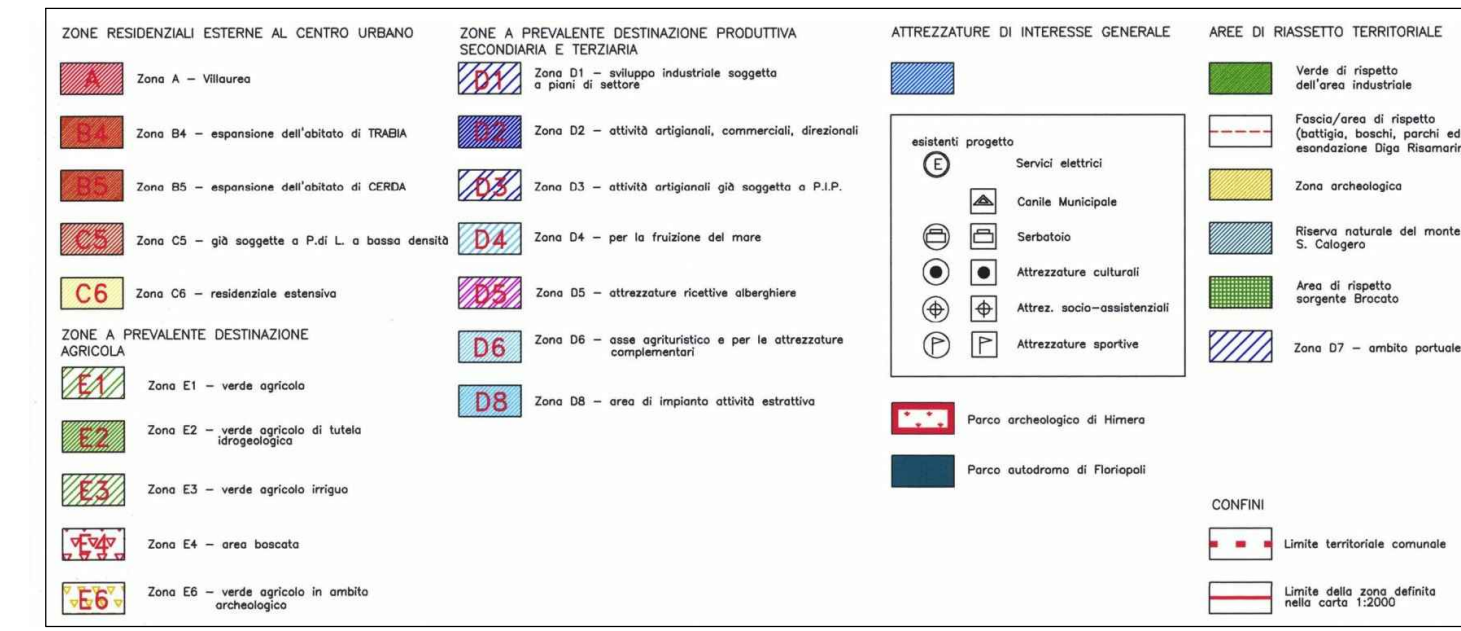 ZONE RESIDENZIALI ESTERNE AL CENTRO URBANO
A
Zona A – Villaurea
B4
Zona B4 – espansione dell'abitato di TRABIA
B5
Zona B5 – espansione dell'abitato di CERDA
C5
Zona C5 – già soggette a P.di L. a bassa densità
C6
Zona C6 – residenziale estensiva
ZONE A PREVALENTE DESTINAZIONE
AGRICOLA
E1
Zona E1 – verde agricolo
E2
Zona E2 – verde agricolo di tutela
idrogeologica
E3
Zona E3 – verde agricolo irriguo
E4
Zona E4 – area boscata
E6
Zona E6 – verde agricolo in ambito
archeologico
ZONE A PREVALENTE DESTINAZIONE PRODUTTIVA
SECONDIARIA E TERZIARIA
D1
Zona D1 – sviluppo industriale soggetta
a piani di settore
D2
Zona D2 – attività artigianali, commerciali, direzionali
D3
Zona D3 – attività artigianali già soggetta a P.I.P.
D4
Zona D4 – per la fruizione del mare
D5
Zona D5 – attrezzature ricettive alberghiere
D6
Zona D6 – asse agrituristico e per le attrezzature
complementari
D8
Zona D8 – area di impianto attività estrattiva
ATTREZZATURE DI INTERESSE GENERALE
esistenti progetto
E
Servici elettrici
Canile Municipale
Serbatoio
Attrezzature culturali
Attrez. socio–assistenziali
Attrezzature sportive
Parco archeologico di Himera
Parco autodromo di Floriopoli
AREE DI RIASSETTO TERRITORIALE
Verde di rispetto
dell'area industriale
Fascia/area di rispetto
(battigia, boschi, parchi ed
esondazione Diga Risamarin
Zona archeologica
Riserva naturale del monte
S. Calogero
Area di rispetto
sorgente Brocato
Zona D7 – ambito portuale
CONFINI
Limite territoriale comunale
Limite della zona definita
nella carta 1:2000